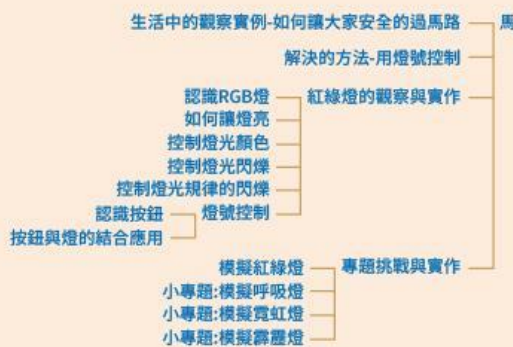 生活中的觀察實例-如何讓大家安全的過馬路
馬
解決的方法-用燈號控制
紅綠燈的觀察與實作
認識RGB燈
如何讓燈亮
控制燈光顏色
控制燈光閃爍
控制燈光規律的閃爍
燈號控制
認識按鈕
按鈕與燈的結合應用
專題挑戰與實作
模擬紅綠燈
小專題:模擬呼吸燈
小專題:模擬霓虹燈
小專題:模擬霹靂燈